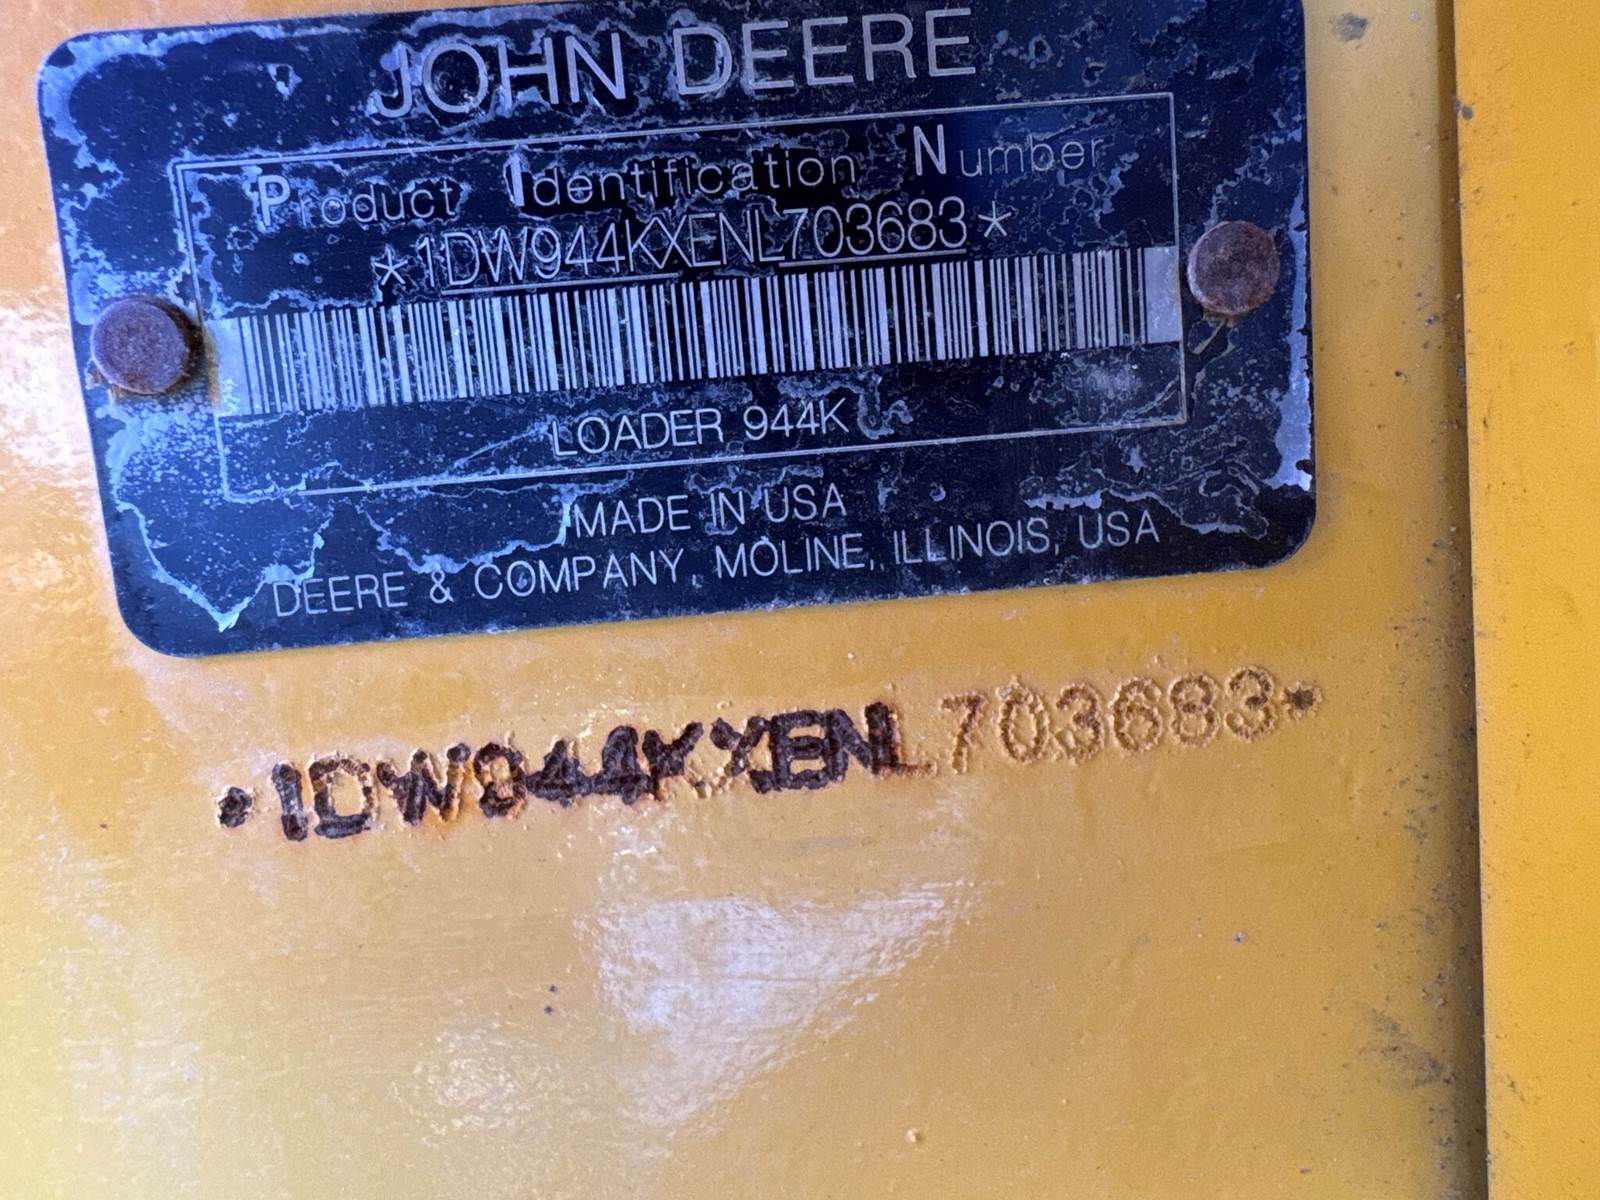 JOHN DEERE
Product Identification Number
*1DW944KXENL703683*
LOADER 944K
MADE IN USA
DEERE & COMPANY, MOLINE, ILLINOIS, USA
*1DW944KXENL703683*